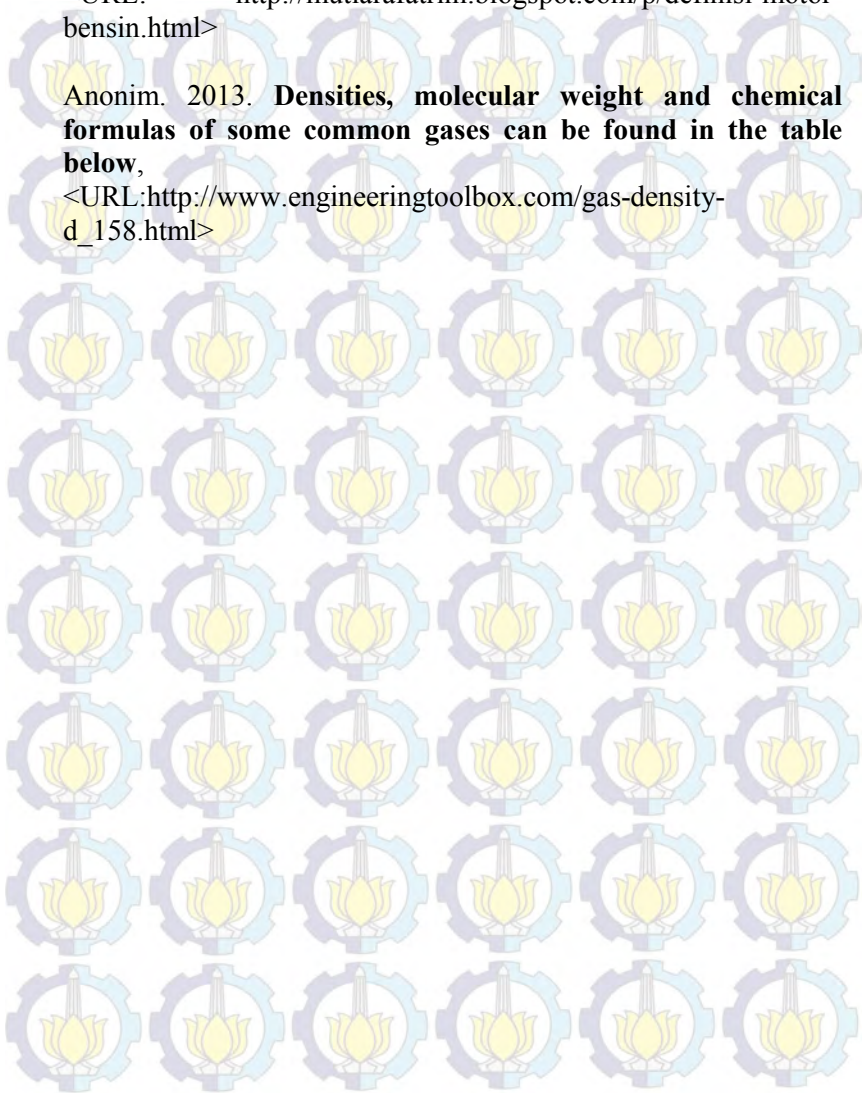 bensin.html>
Anonim. 2013. Densities, molecular weight and chemical
formulas of some common gases can be found in the table
below,
<URL:http://www.engineeringtoolbox.com/gas-density-
d_158.html>